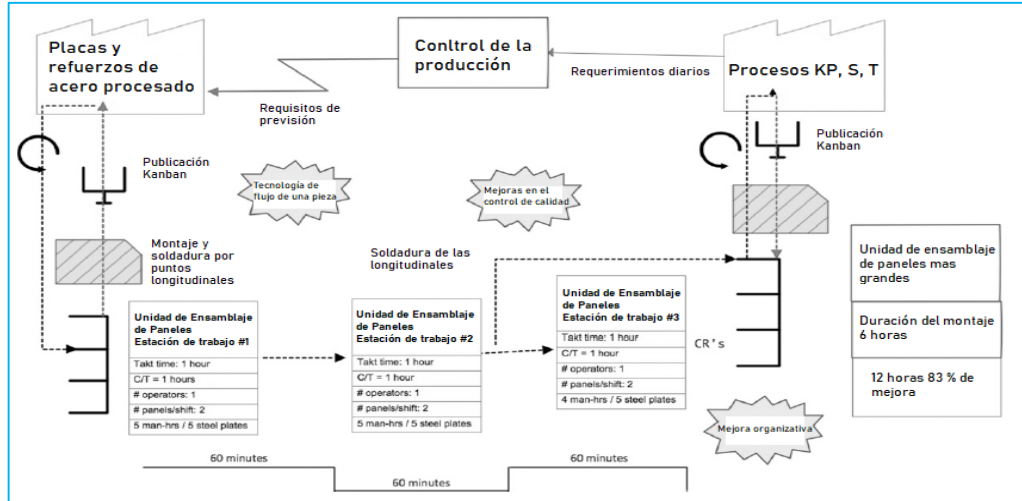 Placas y
refuerzos de
acero procesado
Conltrol de la
producción
Procesos KP, S, T
Requerimientos diarios
Requisitos de
previsión
Publicación
Kanban
Publicación
Kanban
Tecnología de
flujo de una pieza
Mejoras en el
control de calidad
Montaje y
soldadura por
puntos
longitudinales
Soldadura de las
longitudinales
Unidad de Ensamblaje
de Paneles
Estación de trabajo #1
Takt time: 1 hour
C/T = 1 hours
# operators: 1
# panels/shift: 2
5 man-hrs / 5 steel plates
Unidad de Ensamblaje
de Paneles
Estación de trabajo #2
Takt time: 1 hour
C/T = 1 hour
# operators: 1
# panels/shift: 2
5 man-hrs / 5 steel plates
Unidad de Ensamblaje
de Paneles
Estación de trabajo #3
Takt time: 1 hour
C/T = 1 hour
# operators: 1
# panels/shift: 2
4 man-hrs / 5 steel plates
CR's
Unidad de ensamblaje
de paneles mas
grandes
Duración del montaje
6 horas
12 horas 83 % de
mejora
Mejora organizativa
60 minutes
60 minutes
60 minutes